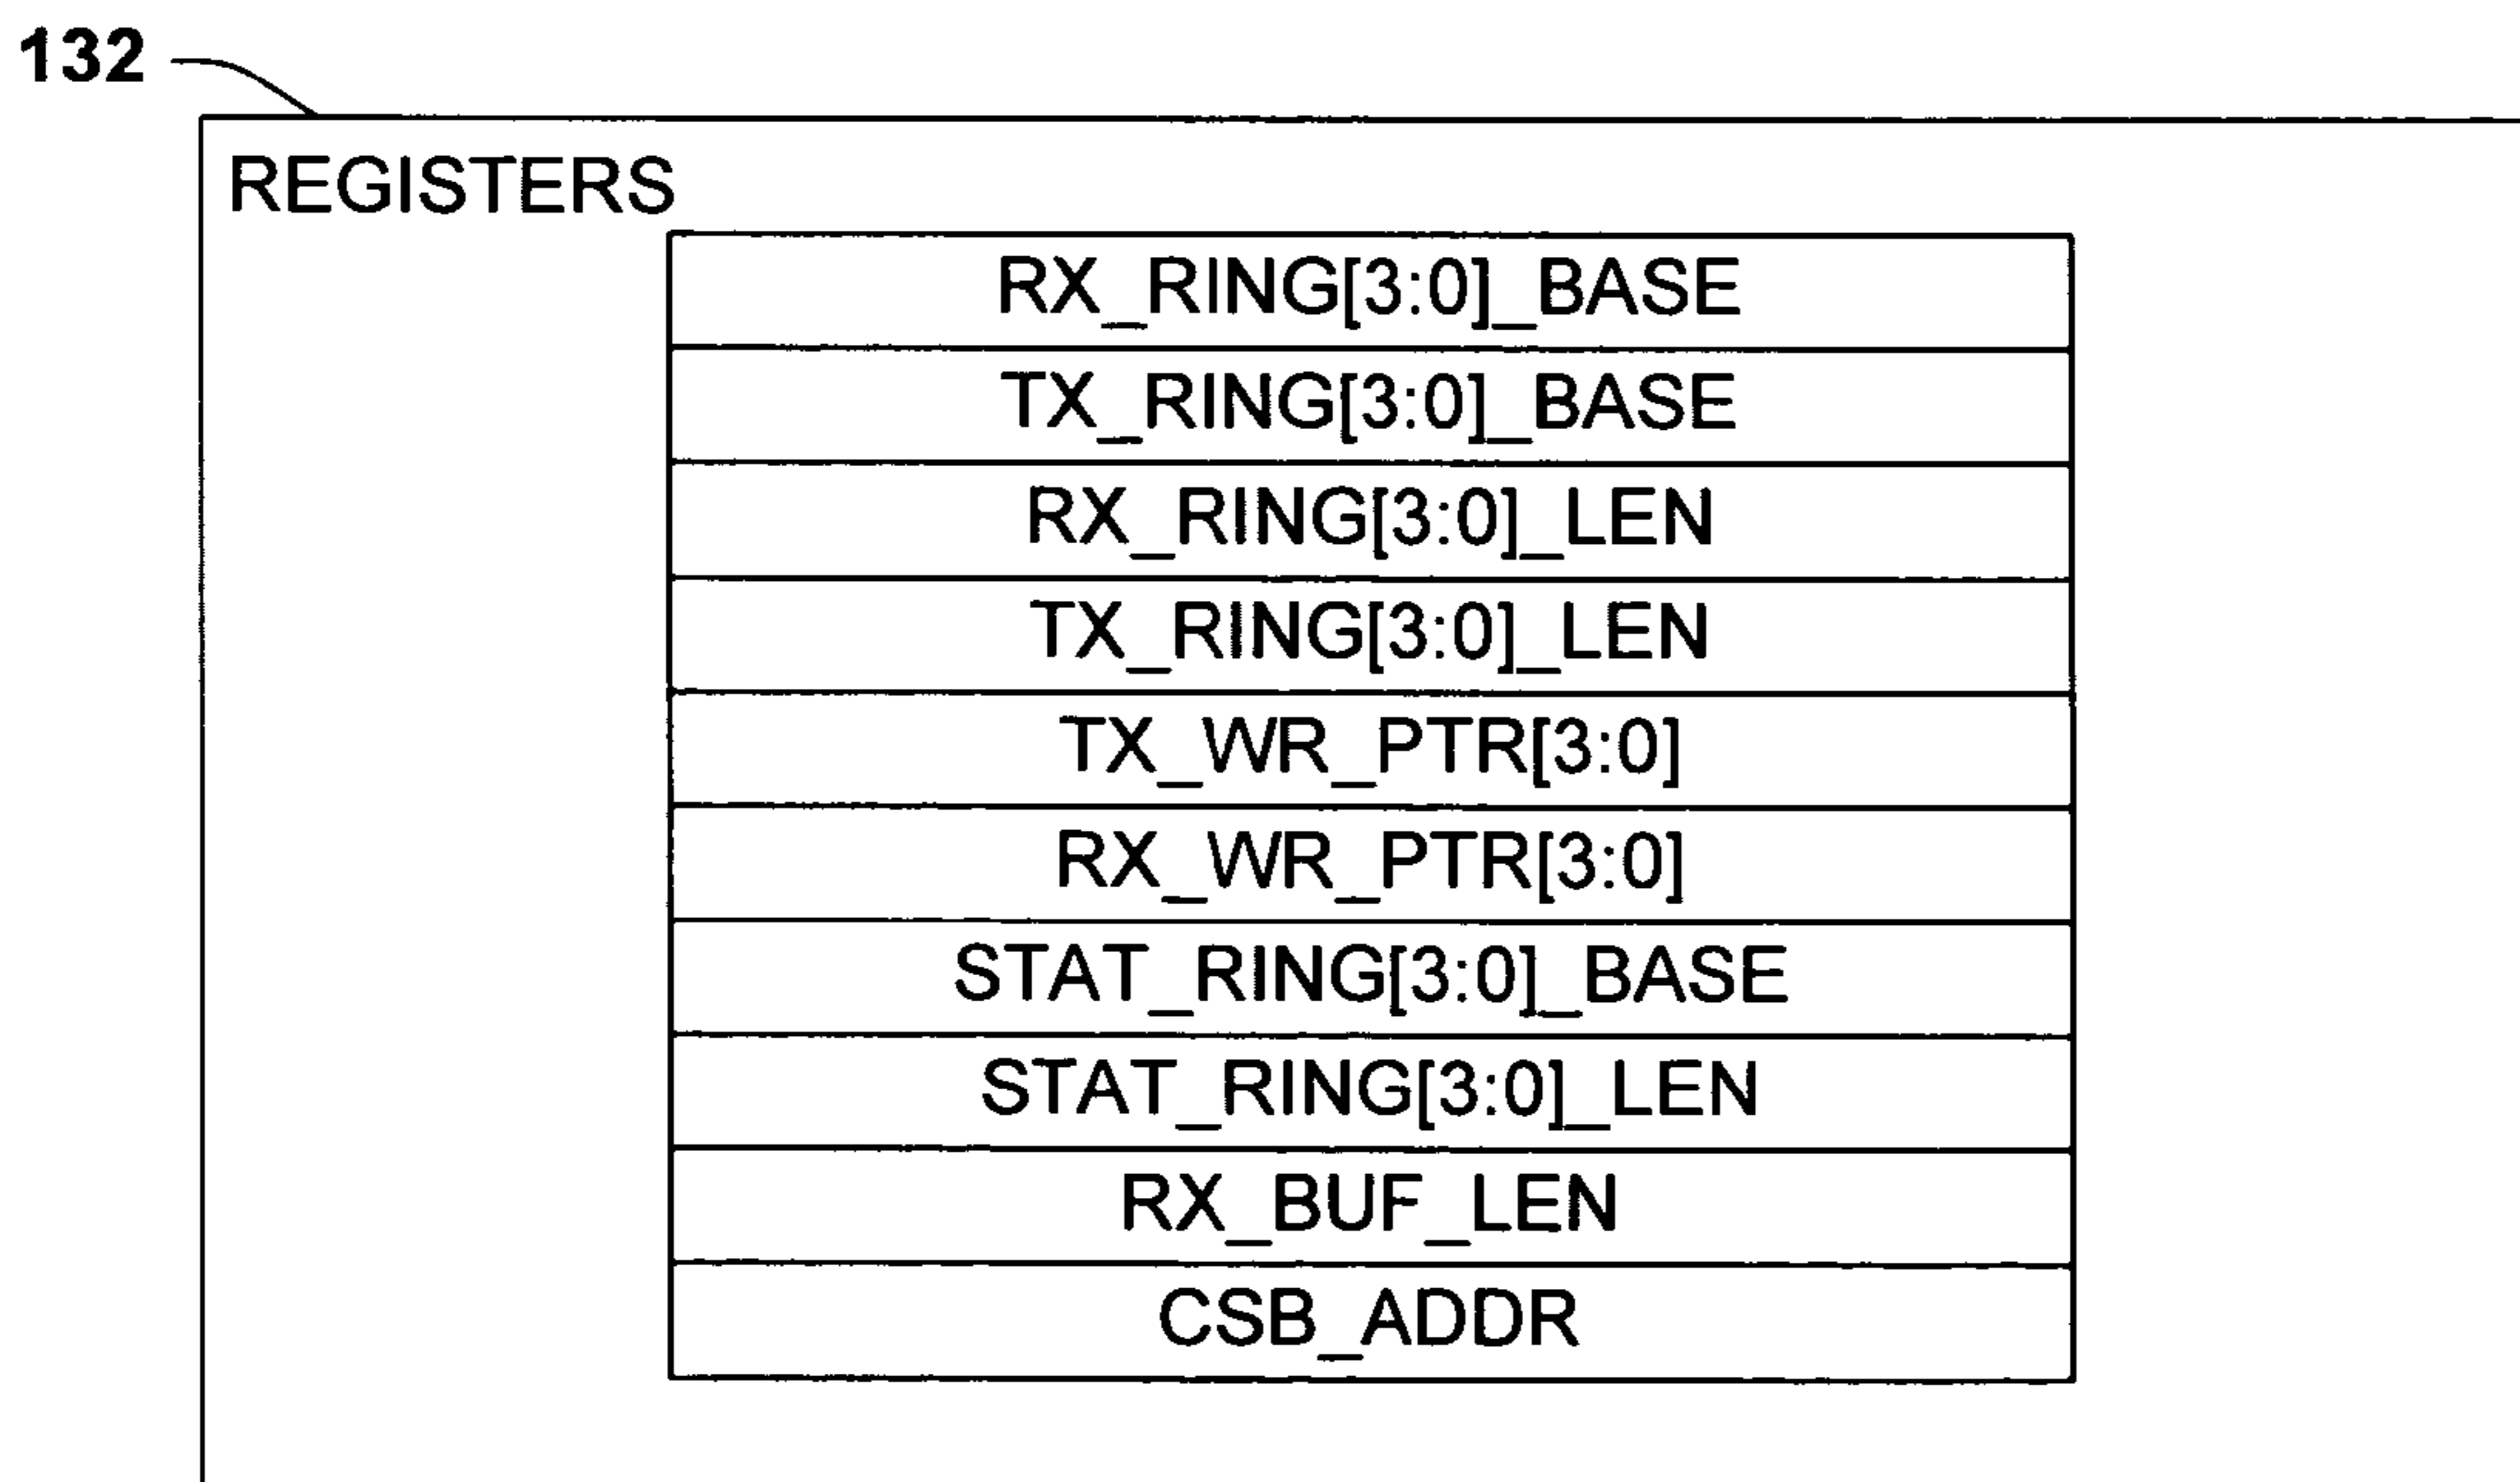 132
REGISTERS
RX_RING[3:0]_BASE
TX_RING[3:0]_BASE
RX_RING[3:0]_LEN
TX_RING[3:0]_LEN
TX_WR_PTR[3:0]
RX_WR_PTR[3:0]
STAT_RING[3:0]_BASE
STAT_RING[3:0]_LEN
RX_BUF_LEN
CSB_ADDR